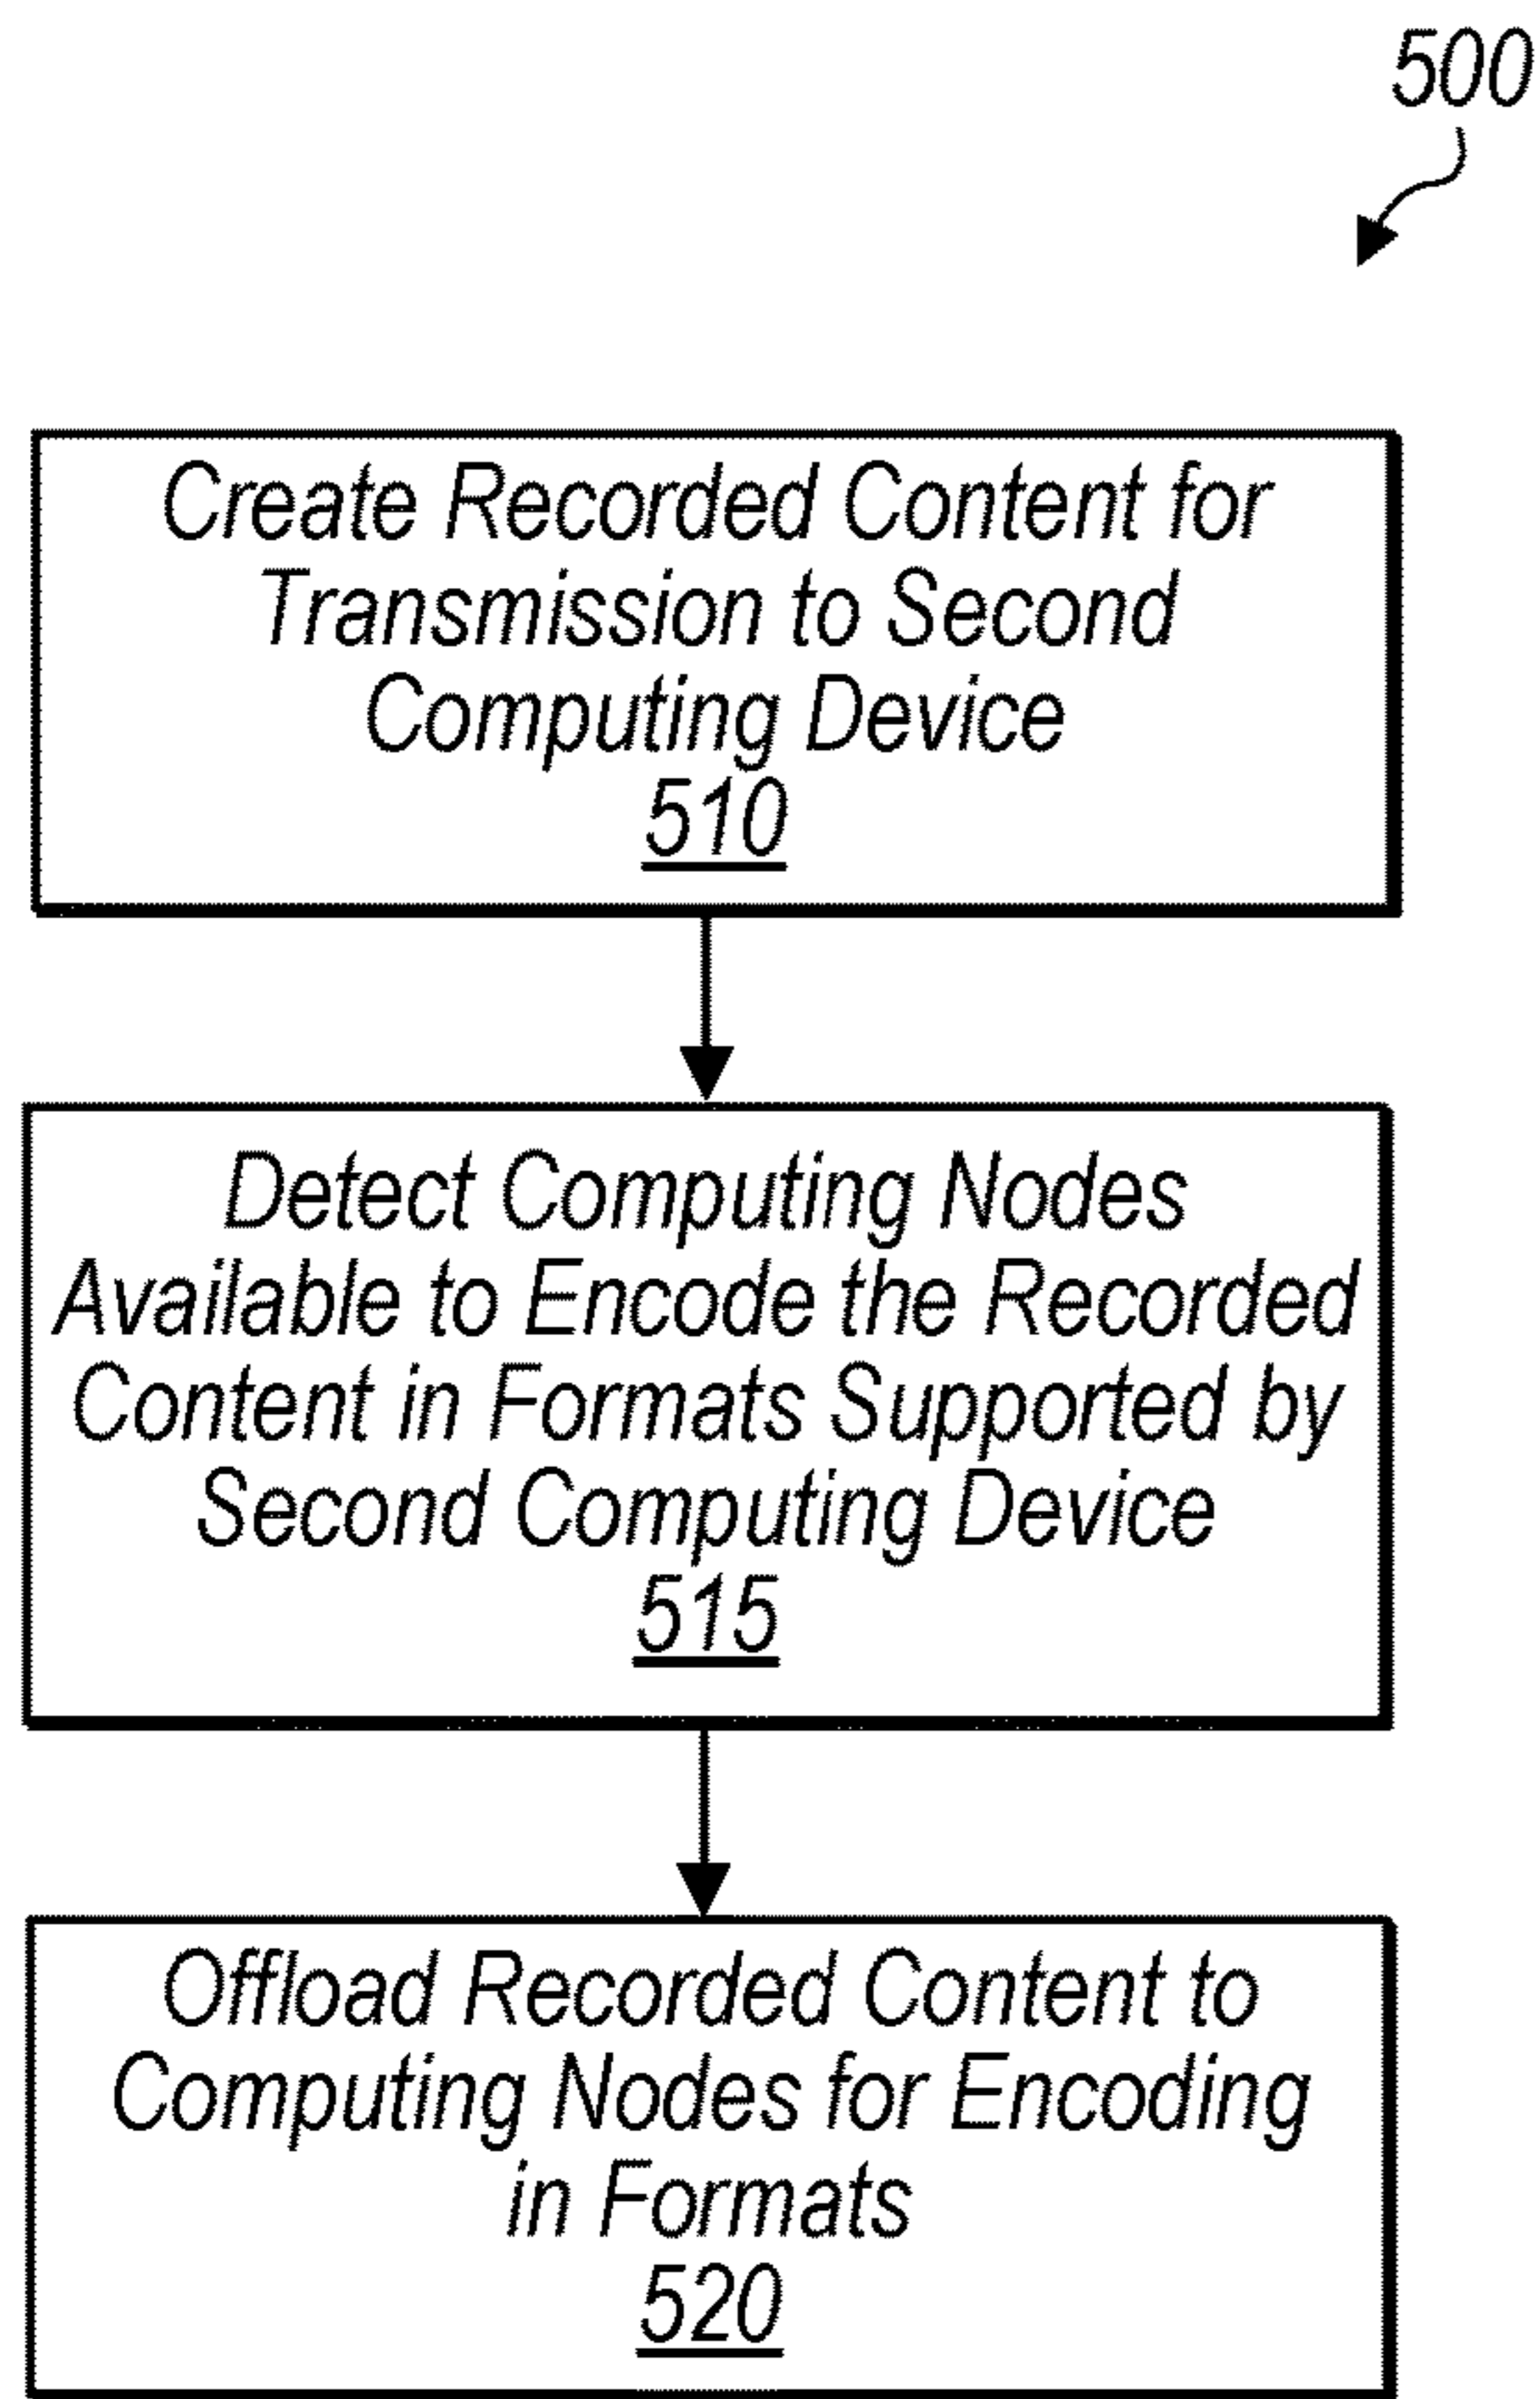 500
Create Recorded Content for
Transmission to Second
Computing Device
510
Detect Computing Nodes
Available to Encode the Recorded
Content in Formats Supported by
Second Computing Device
515
Offload Recorded Content to
Computing Nodes for Encoding
in Formats
520